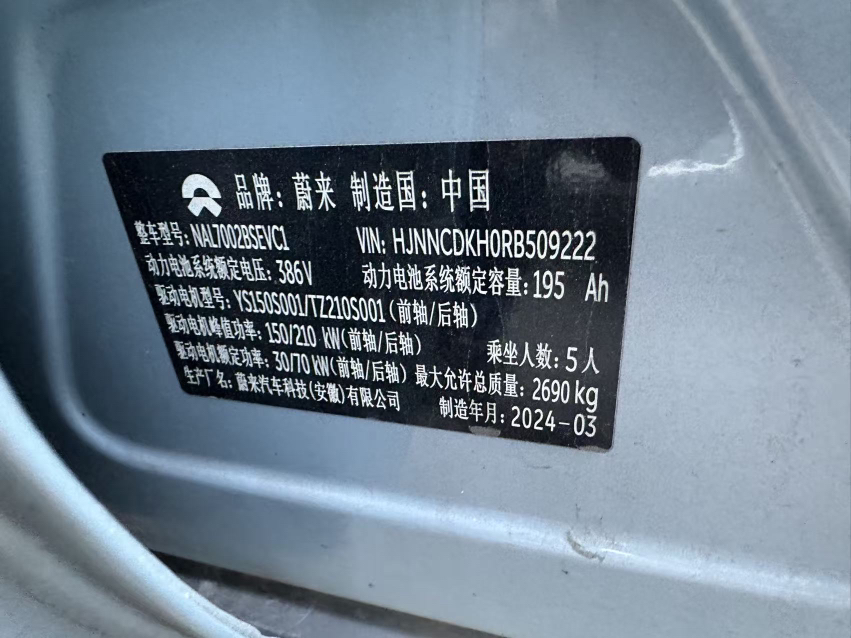 品牌：蔚来 制造国：中国
整车型号：NAL7002BSEVC1 VIN：HJNNCDKH0RB509222
动力电池系统额定电压：386V 动力电池系统额定容量：195 Ah
驱动电机型号：YS150S001/TZ210S001（前轴/后轴）
驱动电机峰值功率：150/210 kW（前轴/后轴） 乘坐人数：5人
驱动电机额定功率：30/70 kW（前轴/后轴） 最大允许总质量：2690 kg
生产厂名：蔚来汽车科技（安徽）有限公司 制造年月：2024-03